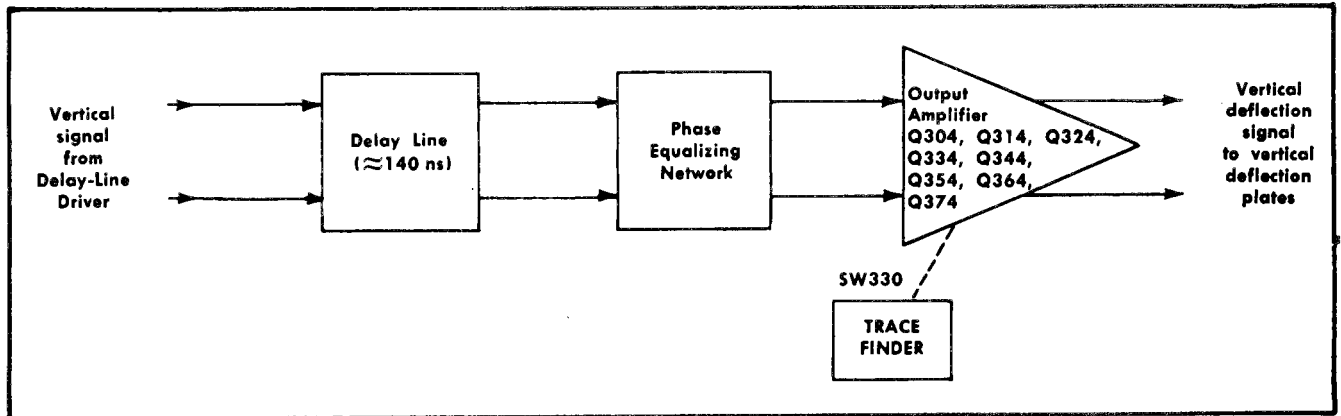 Vertical
signal
from
Delay-Line
Driver
Delay Line
(≈140 ns)
Phase
Equalizing
Network
Output
Amplifier
Q304, Q314, Q324,
Q334, Q344,
Q354, Q364,
Q374
Vertical
deflection
signal
to vertical
deflection
plates
SW330
TRACE
FINDER